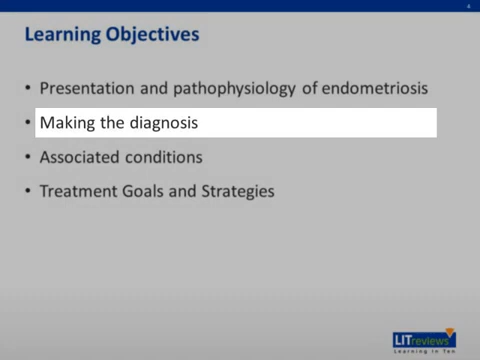 4
Learning Objectives
• Presentation and pathophysiology of endometriosis
• Making the diagnosis
• Associated conditions
• Treatment Goals and Strategies
LITreviews
Learning in Ten